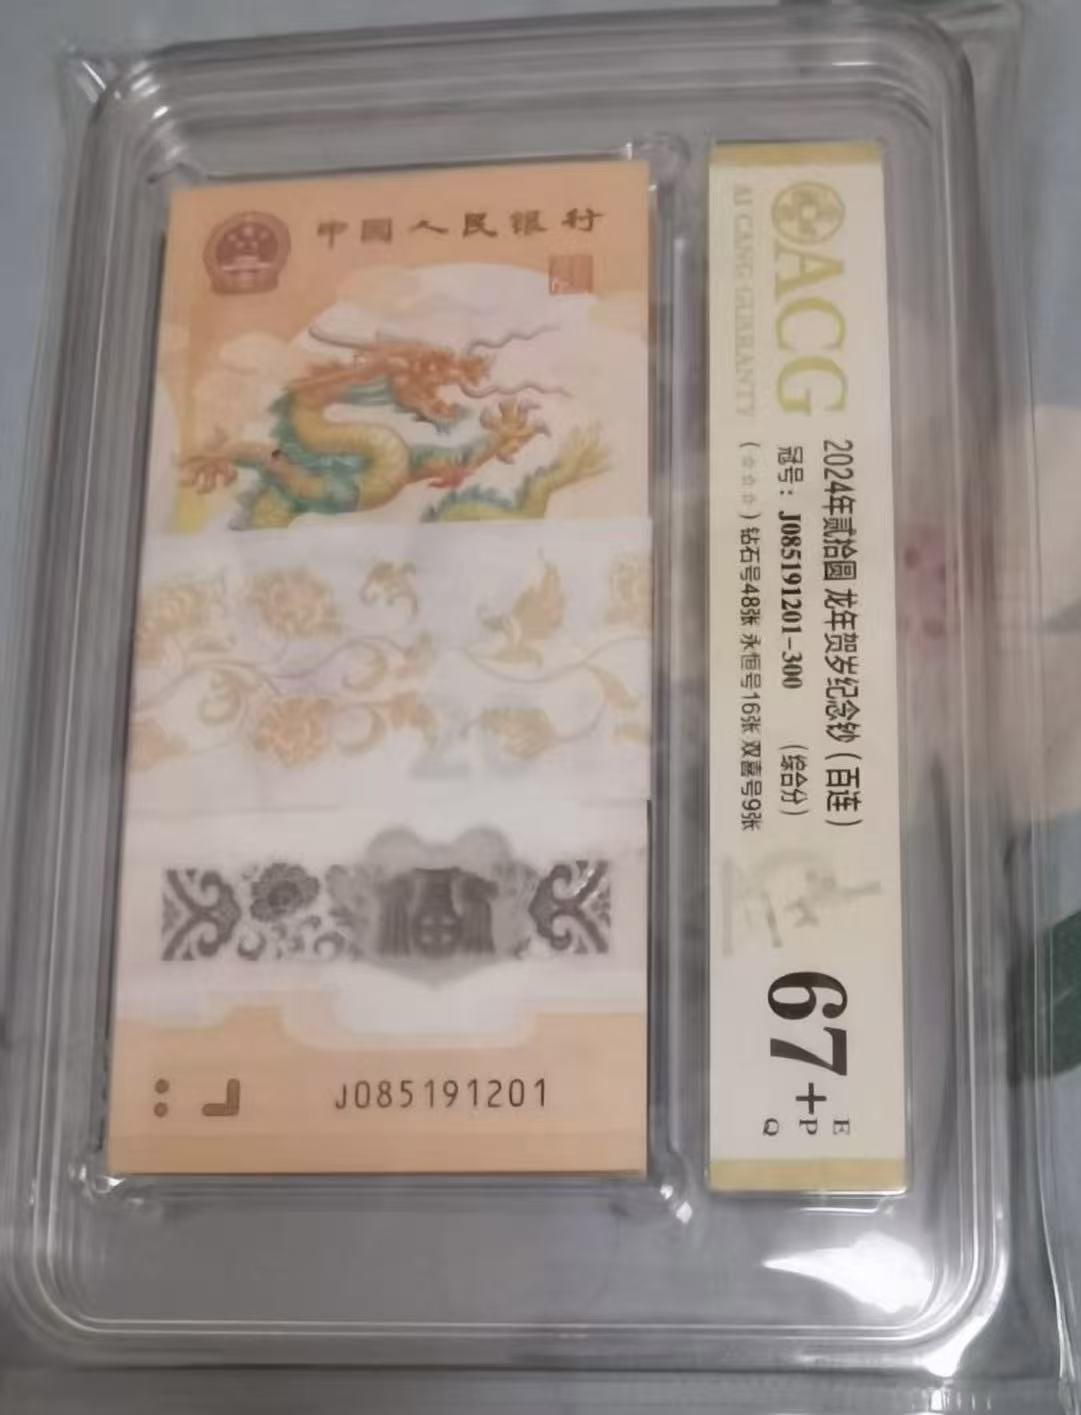 中国人民银行
J085191201
ACG
AI CANG GUARANTY
2024年贰拾圆 龙年贺岁纪念钞（百连）
冠号：J085191201-300 （综合分）
（☆☆☆）钻石号48张 永恒号16张 双喜号9张
67+
E
P
Q